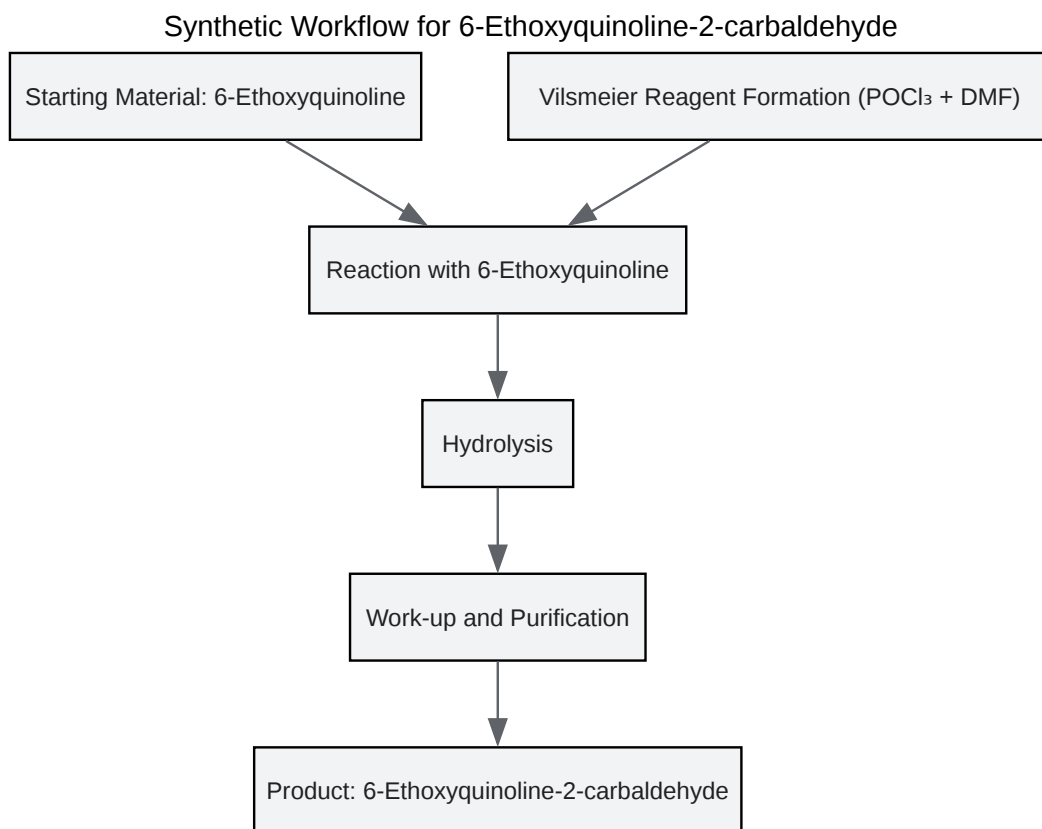 Synthetic Workflow for 6-Ethoxyquinoline-2-carbaldehyde
Starting Material: 6-Ethoxyquinoline
Vilsmeier Reagent Formation (POCl₃ + DMF)
Reaction with 6-Ethoxyquinoline
Hydrolysis
Work-up and Purification
Product: 6-Ethoxyquinoline-2-carbaldehyde